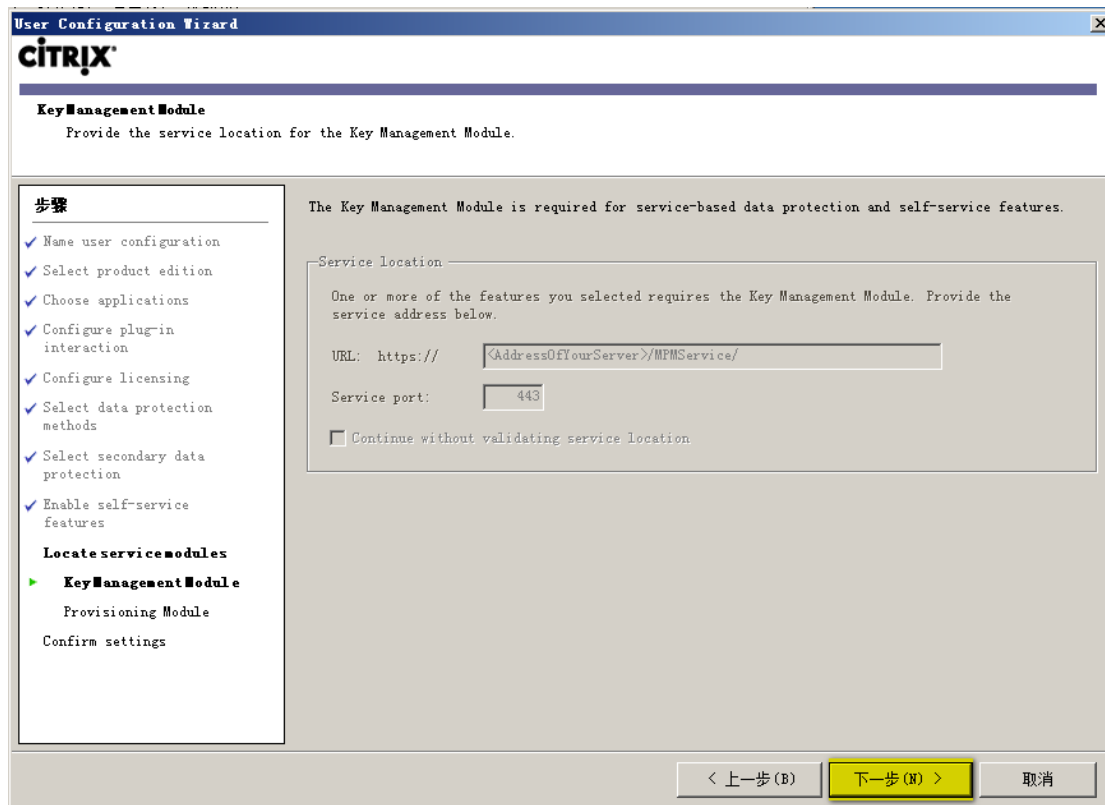 User Configuration Wizard
CİTRIX
Key Management Module
Provide the service location for the Key Management Module.
步骤
Name user configuration
Select product edition
Choose applications
Configure plug-in
interaction
Configure licensing
Select data protection
methods
Select secondary data
protection
Enable self-service
features
Locate service modules
Key Management Module
Provisioning Module
Confirm settings
The Key Management Module is required for service-based data protection and self-service features.
Service location
One or more of the features you selected requires the Key Management Module. Provide the
service address below.
URL: https:// <AddressOfYourServer>/MPMService/
Service port: 443
Continue without validating service location
< 上一步(B) 下一步(N) > 取消